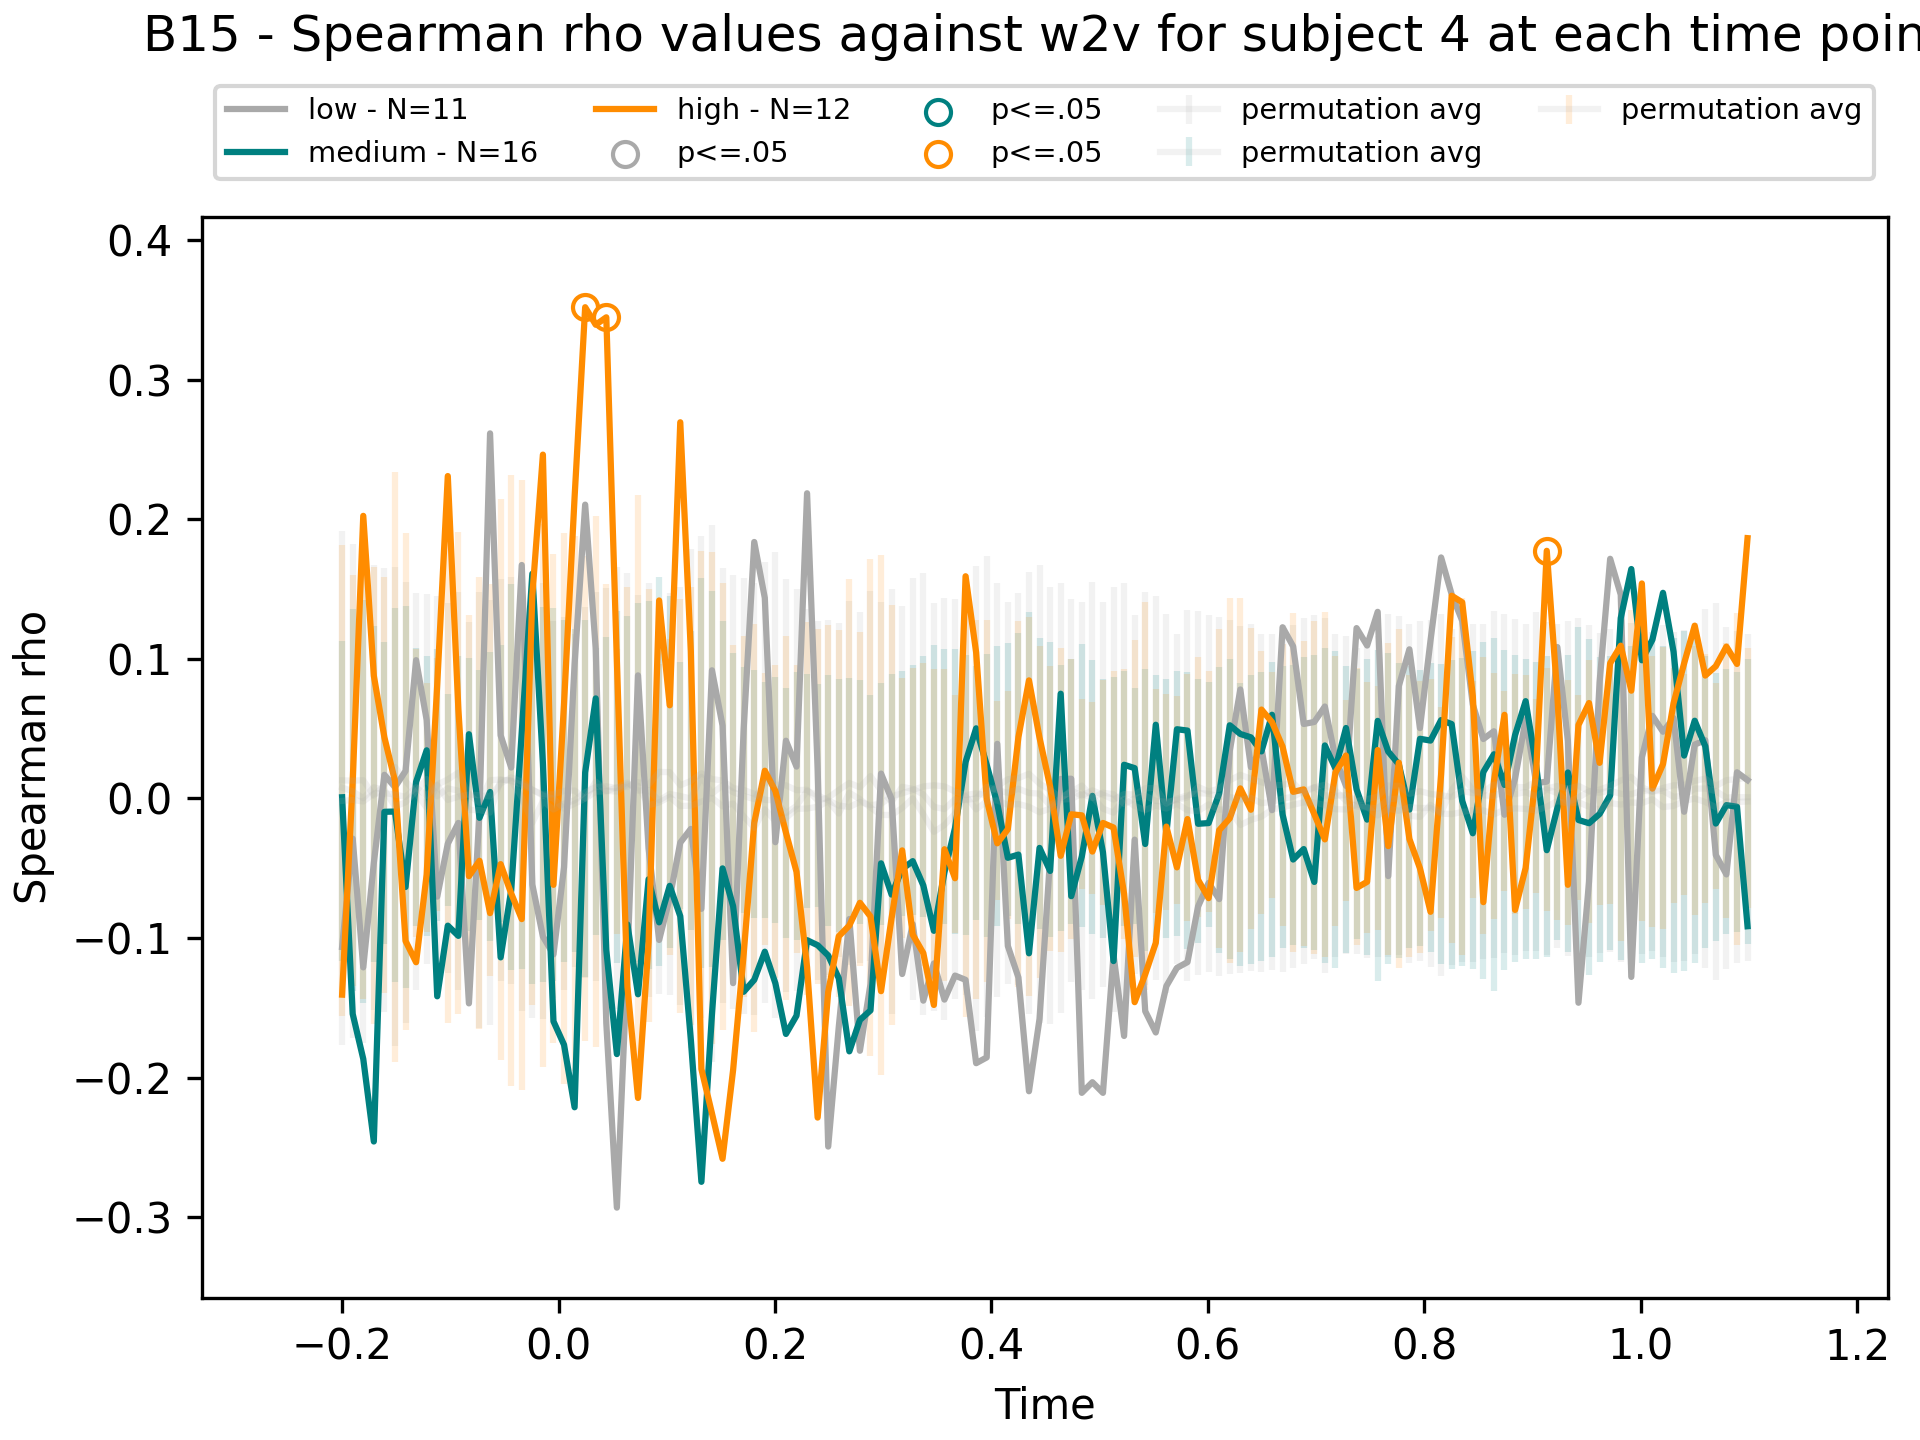 B15 - Spearman rho values against w2v for subject 4 at each time poin
low - N=11 high - N=12 p<=.05 permutation avg permutation avg
medium - N=16 p<=.05 p<=.05 permutation avg
0.4
0.3
0.2
0.1
0.0
−0.1
−0.2
−0.3
Spearman rho
−0.2 0.0 0.2 0.4 0.6 0.8 1.0 1.2
Time